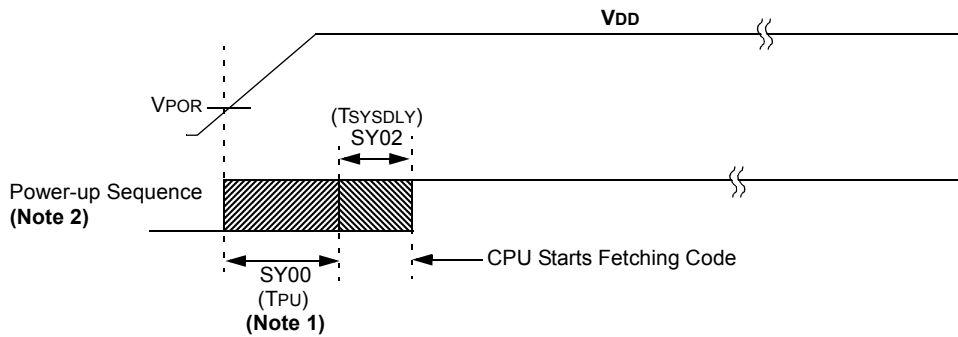 VDD
VPOR
(TSYSDLY)
SY02
Power-up Sequence
(Note 2)
CPU Starts Fetching Code
SY00
(TPU)
(Note 1)